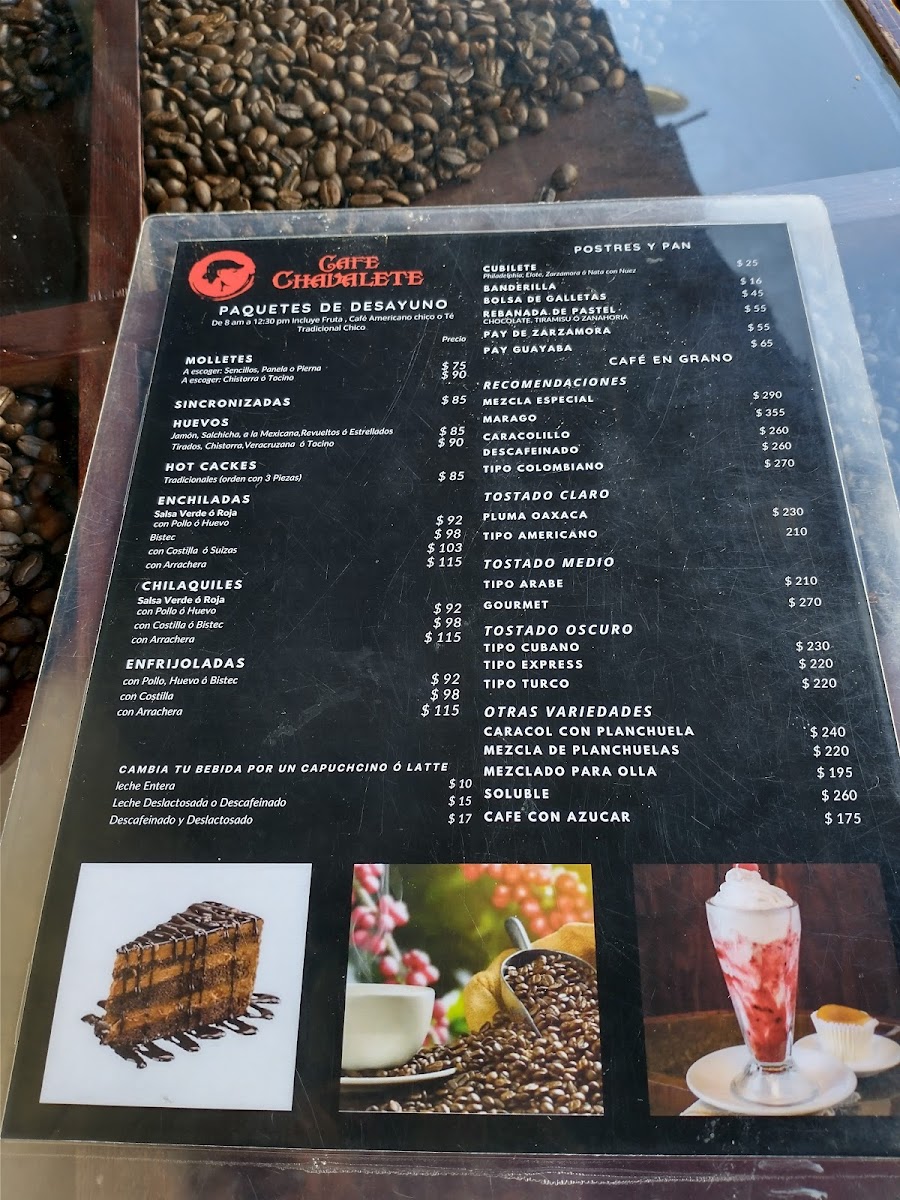 CAFE
CHADALETE
PAQUETES DE DESAYUNO
De 8 am a 12:30 pm Incluye Fruta , Café Americano chico o Té
Tradicional Chico
Precio
MOLLETES
A escoger: Sencillos, Panela o Pierna $ 75
A escoger: Chistorra ó Tocino $ 90
SINCRONIZADAS $ 85
HUEVOS
Jamón, Salchicha, a la Mexicana,Revueltos ó Estrellados $ 85
Tirados, Chistorra,Veracruzana ó Tocino $ 90
HOT CACKES
Tradicionales (orden con 3 Piezas) $ 85
ENCHILADAS
Salsa Verde ó Roja
con Pollo ó Huevo $ 92
Bistec $ 98
con Costilla ó Suizas $ 103
con Arrachera $ 115
CHILAQUILES
Salsa Verde ó Roja
con Pollo ó Huevo $ 92
con Costilla ó Bistec $ 98
con Arrachera $ 115
ENFRIJOLADAS
con Pollo, Huevo ó Bistec $ 92
con Costilla $ 98
con Arrachera $ 115
CAMBIA TU BEBIDA POR UN CAPUCHCINO Ó LATTE
leche Entera $ 10
Leche Deslactosada o Descafeinado $ 15
Descafeinado y Deslactosado $ 17
POSTRES Y PAN
CUBILETE $ 25
Philadelphia, Elote, Zarzamora ó Nata con Nuez
BANDERILLA $ 16
BOLSA DE GALLETAS $ 45
REBANADA DE PASTEL $ 55
CHOCOLATE, TIRAMISU O ZANAHORIA
PAY DE ZARZAMORA $ 55
PAY GUAYABA $ 65
CAFÉ EN GRANO
RECOMENDACIONES
MEZCLA ESPECIAL $ 290
MARAGO $ 355
CARACOLILLO $ 260
DESCAFEINADO $ 260
TIPO COLOMBIANO $ 270
TOSTADO CLARO
PLUMA OAXACA $ 230
TIPO AMERICANO 210
TOSTADO MEDIO
TIPO ARABE $ 210
GOURMET $ 270
TOSTADO OSCURO
TIPO CUBANO $ 230
TIPO EXPRESS $ 220
TIPO TURCO $ 220
OTRAS VARIEDADES
CARACOL CON PLANCHUELA $ 240
MEZCLA DE PLANCHUELAS $ 220
MEZCLADO PARA OLLA $ 195
SOLUBLE $ 260
CAFE CON AZUCAR $ 175